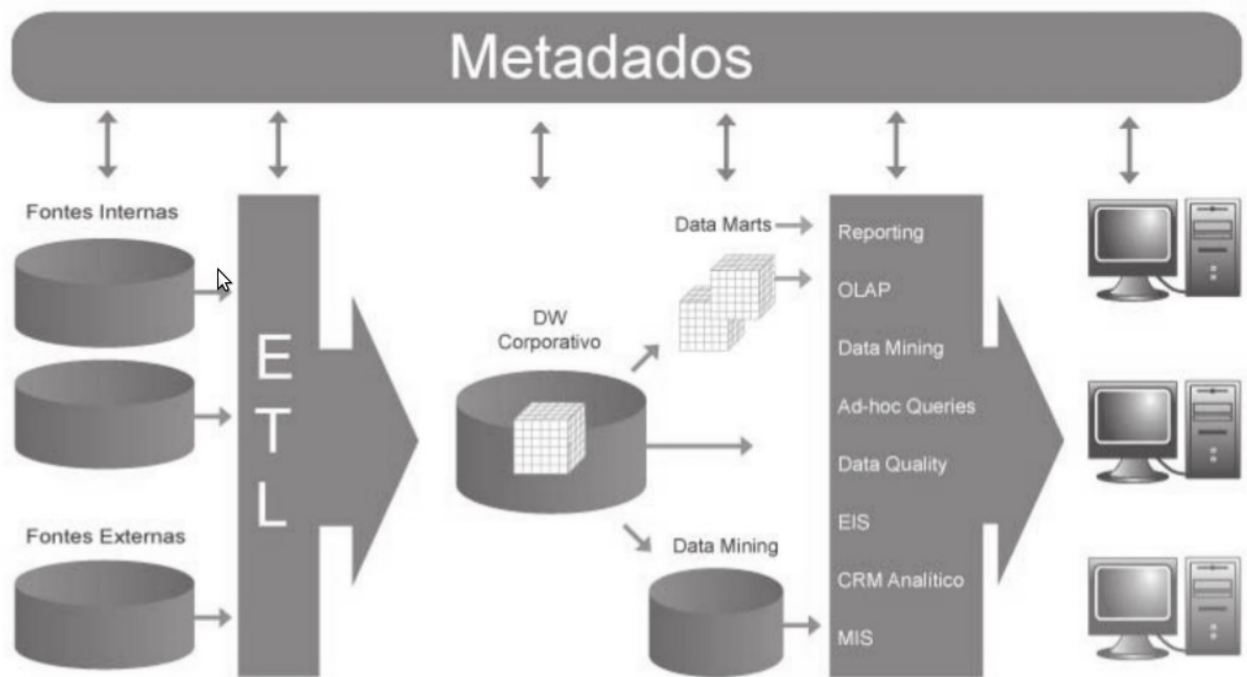 Metadados
Fontes Internas
Fontes Externas
E
T
L
DW
Corporativo
Data Marts
Data Mining
Reporting
OLAP
Data Mining
Ad-hoc Queries
Data Quality
EIS
CRM Analítico
MIS